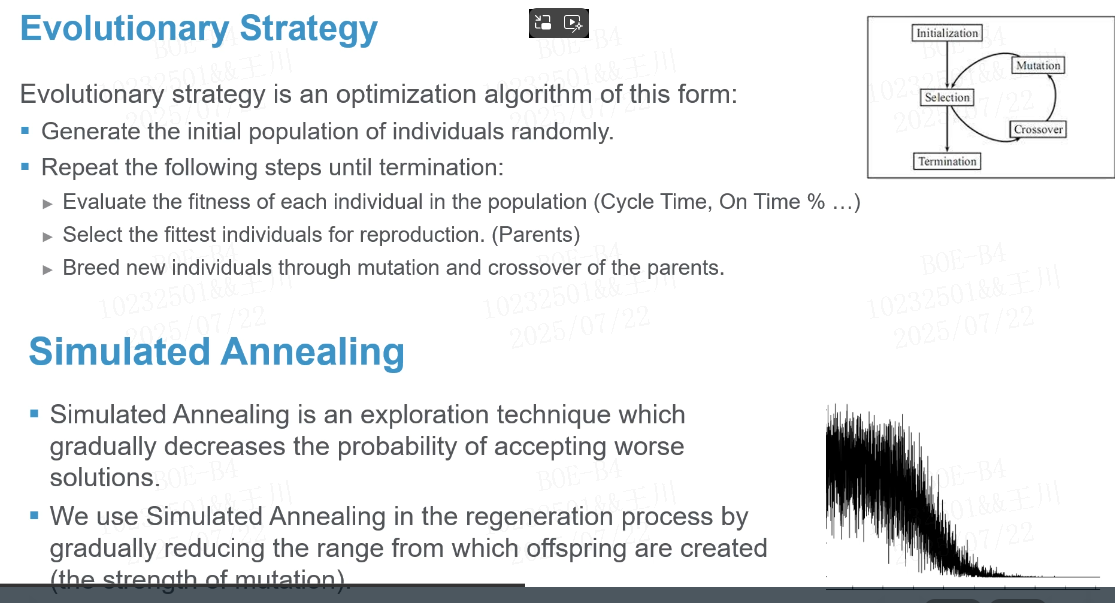 Evolutionary Strategy
Evolutionary strategy is an optimization algorithm of this form:
Generate the initial population of individuals randomly.
Repeat the following steps until termination:
Evaluate the fitness of each individual in the population (Cycle Time, On Time % …)
Select the fittest individuals for reproduction. (Parents)
Breed new individuals through mutation and crossover of the parents.
Initialization
Mutation
Selection
Crossover
Termination
Simulated Annealing
Simulated Annealing is an exploration technique which
gradually decreases the probability of accepting worse
solutions.
We use Simulated Annealing in the regeneration process by
gradually reducing the range from which offspring are created
(the strength of mutation).
BOE-B4
10232501&&王川
2025/07/22